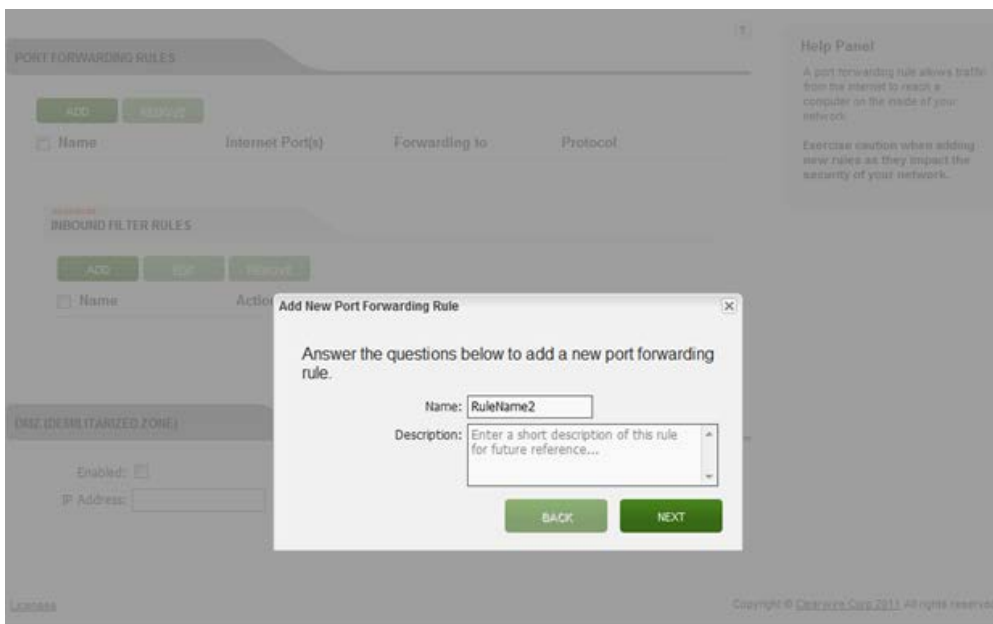 PORT FORWARDING RULES
[?]
ADD REMOVE
Name Internet Port(s) Forwarding to Protocol
INBOUND FILTER RULES
ADD EDIT REMOVE
Name Action
DMZ (DEMILITARIZED ZONE)
Enabled:
IP Address:
Help Panel
A port forwarding rule allows traffic
from the internet to reach a
computer on the inside of your
network.
Exercise caution when adding
new rules as they impact the
security of your network.
Add New Port Forwarding Rule
Answer the questions below to add a new port forwarding
rule.
Name: RuleName2
Description: Enter a short description of this rule
for future reference...
BACK NEXT
Licenses
Copyright © Clearwire Corp 2011. All rights reserved